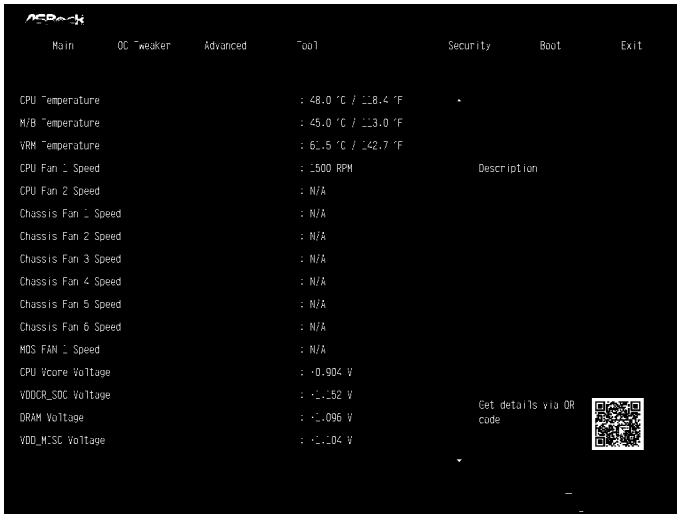 ASRock
Main OC Tweaker Advanced Tool Security Boot Exit
CPU Temperature : 48.0 °C / 118.4 °F
M/B Temperature : 45.0 °C / 113.0 °F
VRM Temperature : 61.5 °C / 142.7 °F
CPU Fan 1 Speed : 1500 RPM
Description
CPU Fan 2 Speed : N/A
Chassis Fan 1 Speed : N/A
Chassis Fan 2 Speed : N/A
Chassis Fan 3 Speed : N/A
Chassis Fan 4 Speed : N/A
Chassis Fan 5 Speed : N/A
Chassis Fan 6 Speed : N/A
MOS FAN 1 Speed : N/A
CPU Vcore Voltage : +0.904 V
VDDCR_SOC Voltage : +1.152 V
DRAM Voltage : +1.096 V
VDD_MISC Voltage : +1.104 V
Get details via QR
code